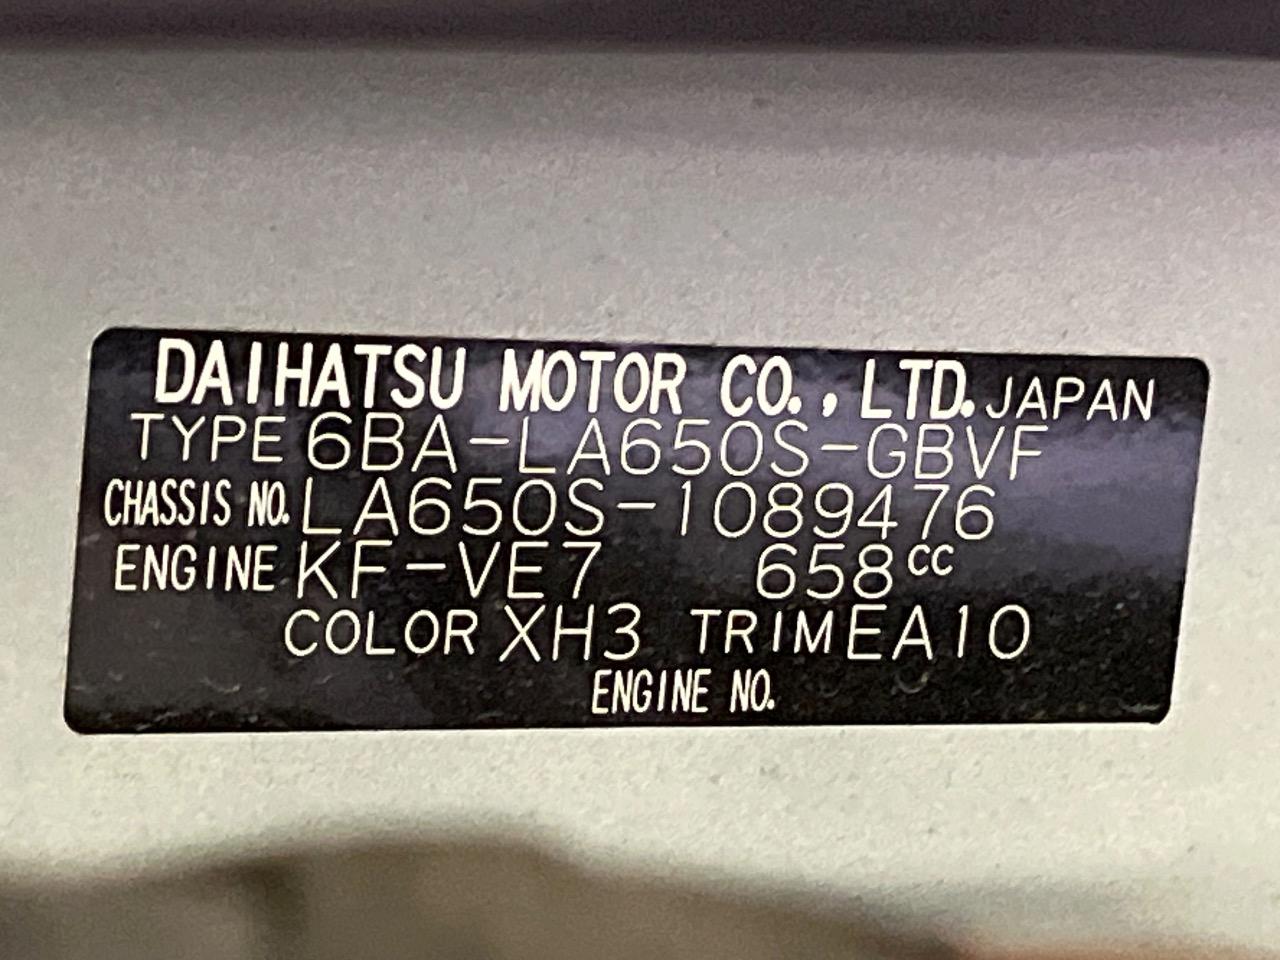 DAIHATSU MOTOR CO., LTD. JAPAN
TYPE 6BA-LA650S-GBVF
CHASSIS NO. LA650S-1089476
ENGINE KF-VE7 658cc
COLOR XH3 TRIM EA10
ENGINE NO.